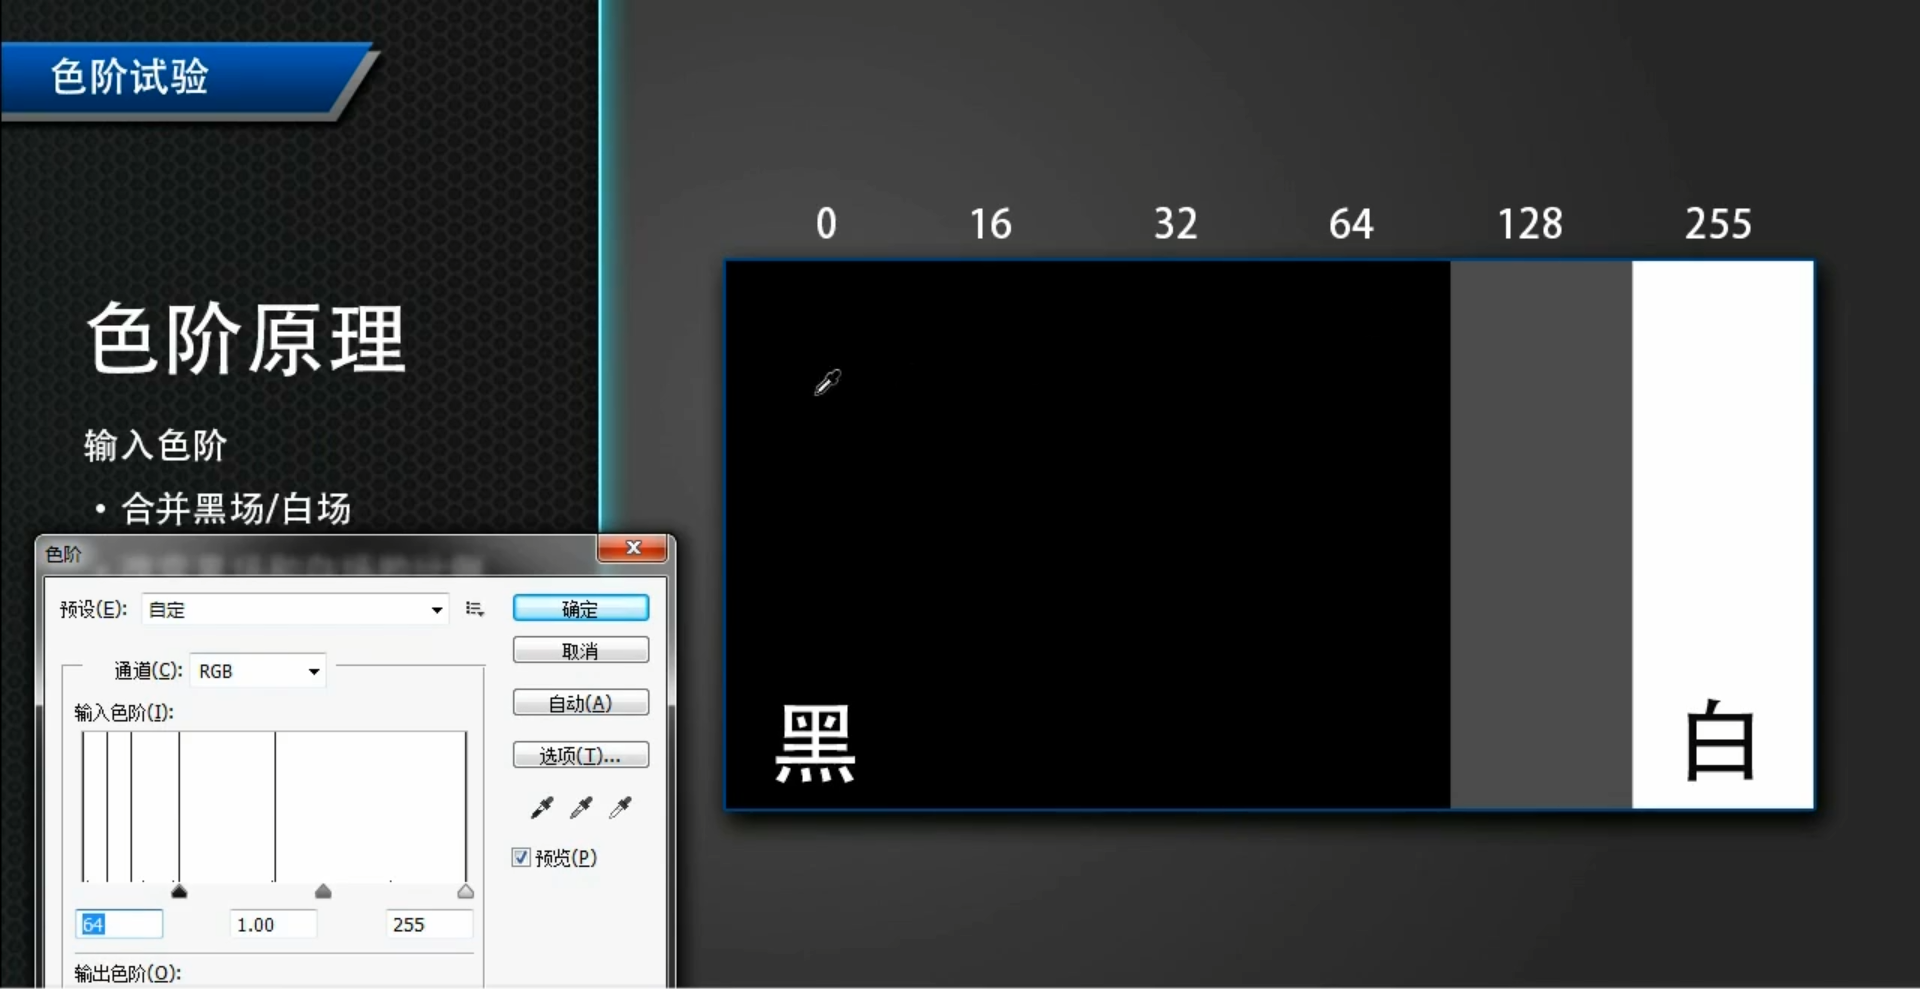 色阶试验
0 16 32 64 128 255
色阶原理
输入色阶
• 合并黑场/白场
黑
白
色阶
预设(E): 自定
确定
取消
通道(C): RGB
自动(A)
输入色阶(I):
选项(T)...
预览(P)
64 1.00 255
输出色阶(O):